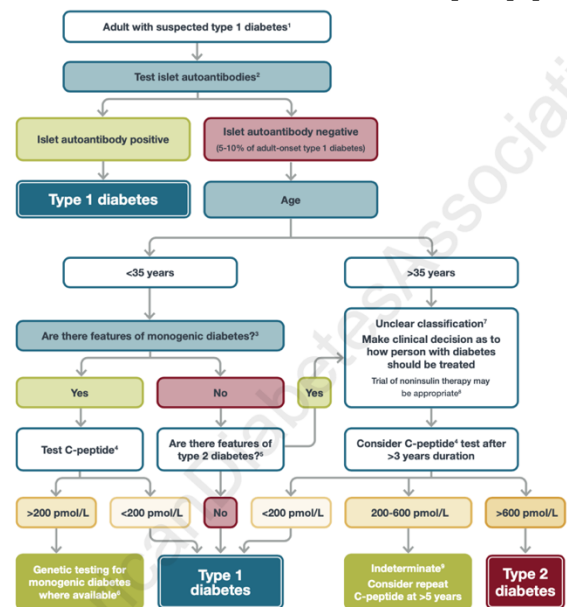 Adult with suspected type 1 diabetes¹
Test islet autoantibodies²
Islet autoantibody positive
Islet autoantibody negative
(5-10% of adult-onset type 1 diabetes)
Type 1 diabetes
Age
<35 years
>35 years
Are there features of monogenic diabetes?³
Unclear classification⁷
Make clinical decision as to
how person with diabetes
should be treated
Trial of noninsulin therapy may
be appropriate⁸
Yes
No
Yes
Test C-peptide⁴
Are there features of
type 2 diabetes?⁵
Consider C-peptide⁴ test after
>3 years duration
>200 pmol/L
<200 pmol/L
No
<200 pmol/L
200-600 pmol/L
>600 pmol/L
Genetic testing for
monogenic diabetes
where available⁶
Type 1
diabetes
Indeterminate⁹
Consider repeat
C-peptide at >5 years
Type 2
diabetes